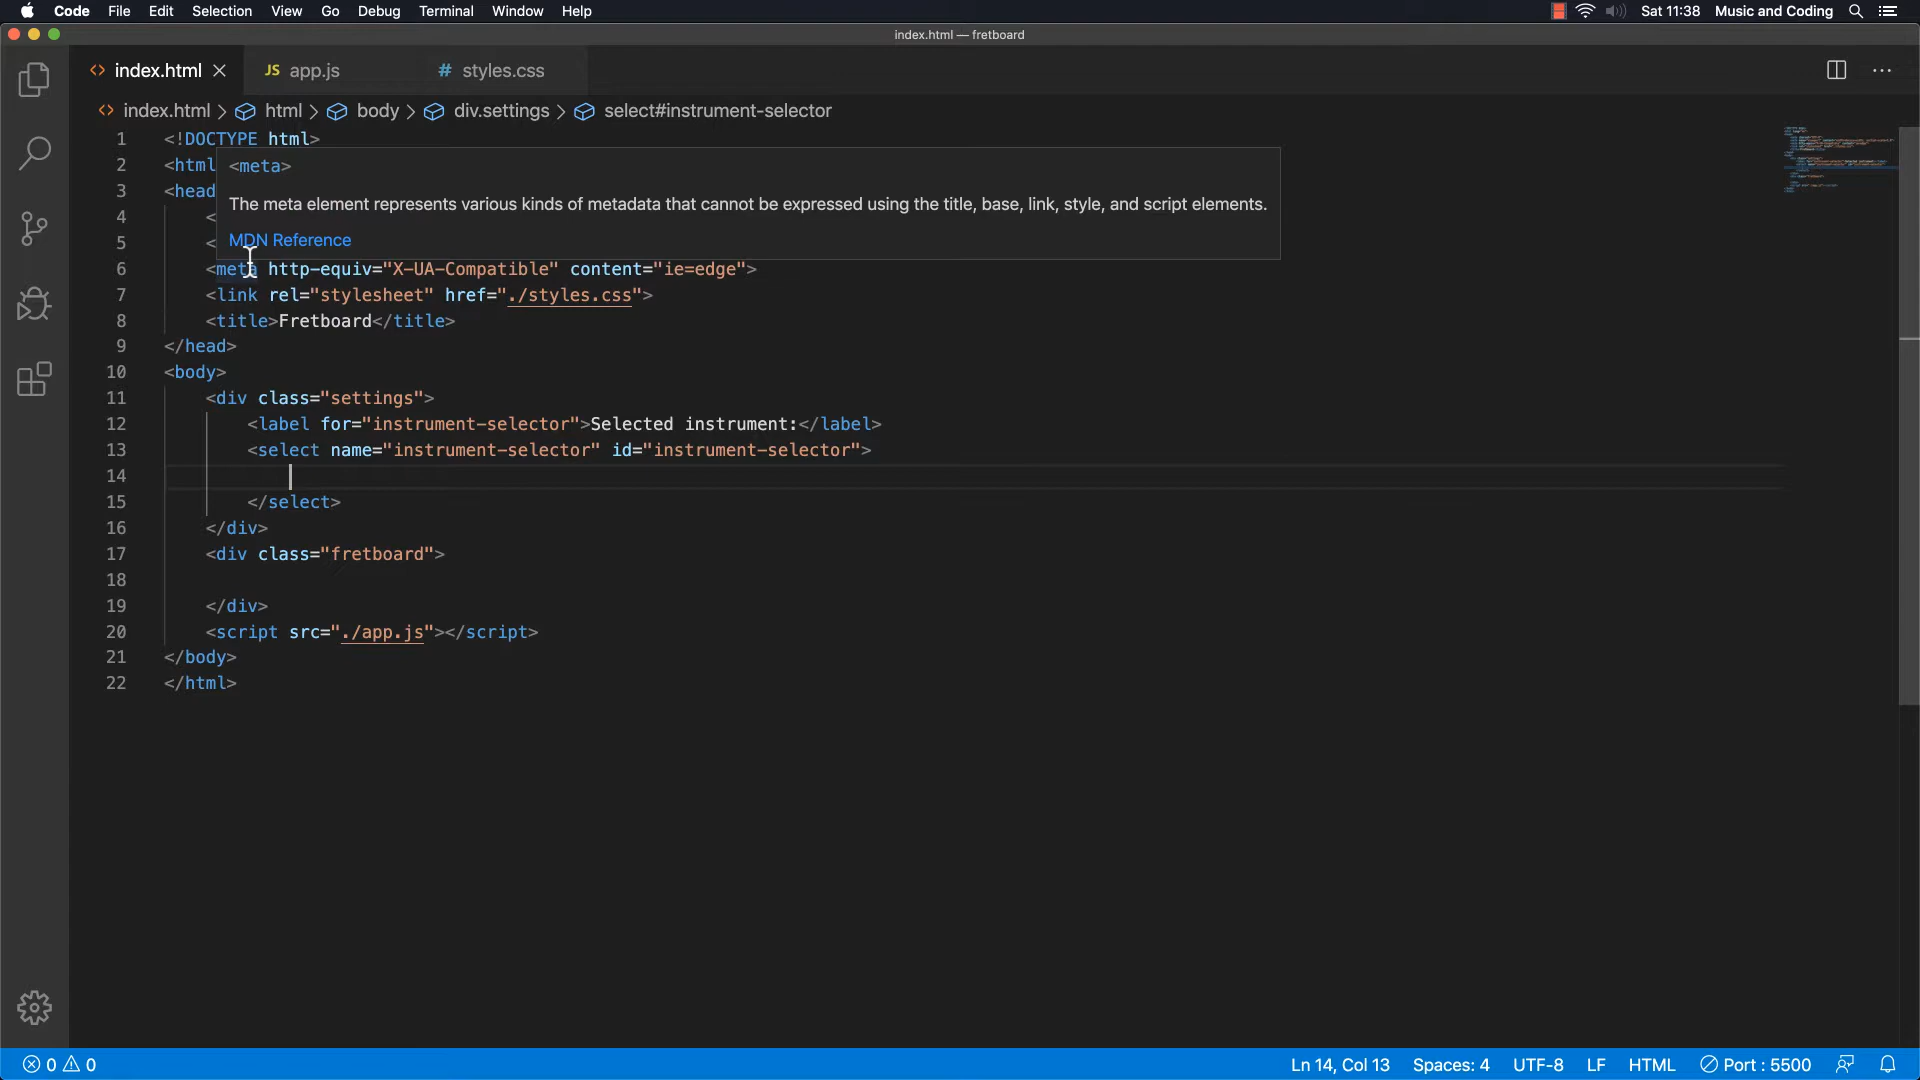 Code File Edit Selection View Go Debug Terminal Window Help Sat 11:38 Music and Coding
index.html — fretboard
<> index.html JS app.js # styles.css ...
<> index.html > html > body > div.settings > select#instrument-selector
1 <!DOCTYPE html>
2 <html
<meta>
3 <head
The meta element represents various kinds of metadata that cannot be expressed using the title, base, link, style, and script elements.
4 <
5 <
MDN Reference
6 <meta http-equiv="X-UA-Compatible" content="ie=edge">
7 <link rel="stylesheet" href="./styles.css">
8 <title>Fretboard</title>
9 </head>
10 <body>
11 <div class="settings">
12 <label for="instrument-selector">Selected instrument:</label>
13 <select name="instrument-selector" id="instrument-selector">
14
15 </select>
16 </div>
17 <div class="fretboard">
18
19 </div>
20 <script src="./app.js"></script>
21 </body>
22 </html>
0 0 Ln 14, Col 13 Spaces: 4 UTF-8 LF HTML Port : 5500